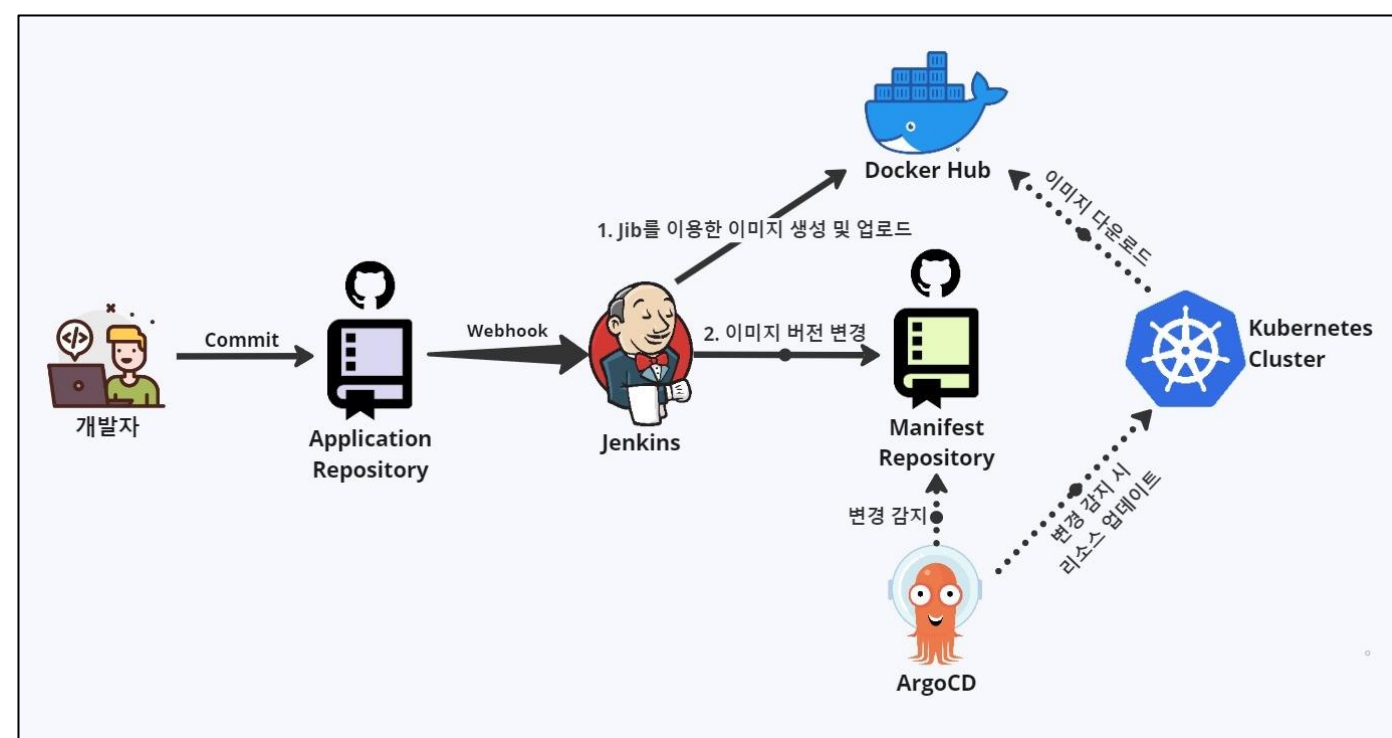 Docker Hub
이미지 다운로드
1. Jib를 이용한 이미지 생성 및 업로드
</>
Commit
Webhook
2. 이미지 버전 변경
Kubernetes
Cluster
개발자
Application
Repository
Jenkins
Manifest
Repository
변경 감지
변경 감지 시
리소스 업데이트
ArgoCD